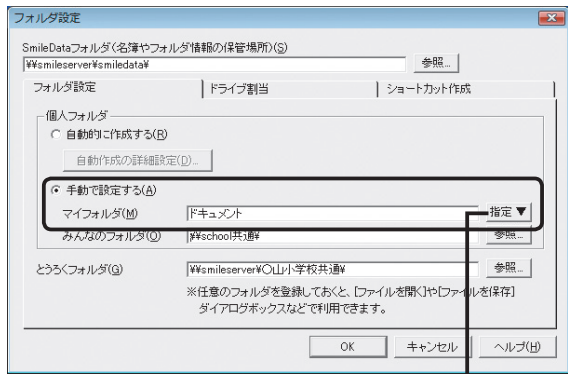 フォルダ設定
SmileDataフォルダ(名簿やフォルダ情報の保管場所)(S)
¥¥smileserver¥smiledata¥
参照...
フォルダ設定
ドライブ割当
ショートカット作成
個人フォルダ
自動的に作成する(R)
自動作成の詳細設定(D)...
手動で設定する(A)
マイフォルダ(M)
ドキュメント
指定▼
みんなのフォルダ(O)
¥¥school共通¥
参照...
とうろくフォルダ(G)
¥¥smileserver¥〇山小学校共通¥
参照...
※任意のフォルダを登録しておくと、[ファイルを開く]や[ファイルを保存]
ダイアログボックスなどで利用できます。
OK
キャンセル
ヘルプ(H)